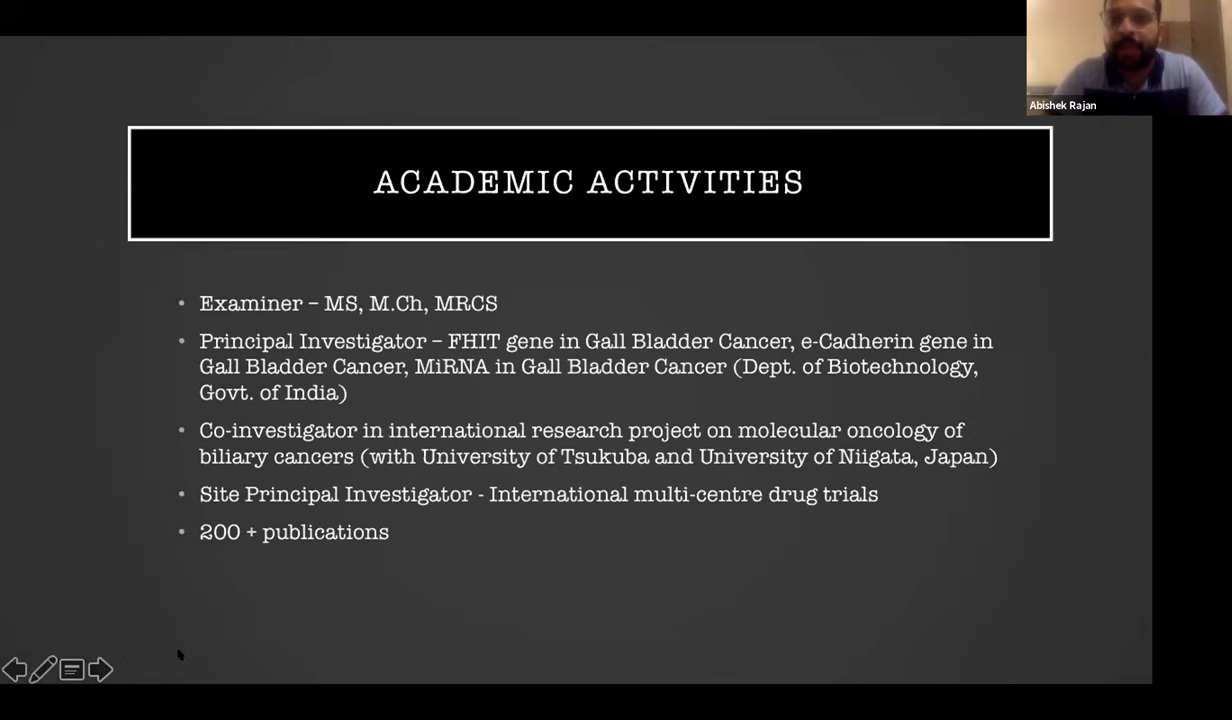 Abishek Rajan
ACADEMIC ACTIVITIES
• Examiner – MS, M.Ch, MRCS
• Principal Investigator – FHIT gene in Gall Bladder Cancer, e-Cadherin gene in
Gall Bladder Cancer, MiRNA in Gall Bladder Cancer (Dept. of Biotechnology,
Govt. of India)
• Co-investigator in international research project on molecular oncology of
biliary cancers (with University of Tsukuba and University of Niigata, Japan)
• Site Principal Investigator - International multi-centre drug trials
• 200 + publications